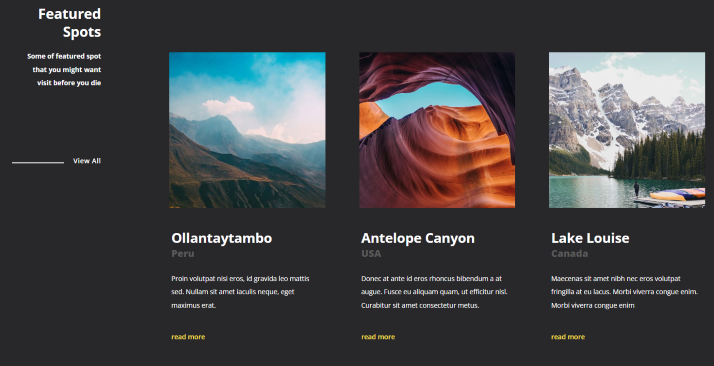 Featured
Spots
Some of featured spot
that you might want
visit before you die
View All
Ollantaytambo
Peru
Proin volutpat nisi eros, id gravida leo mattis
sed. Nullam sit amet iaculis neque, eget
maximus erat.
read more
Antelope Canyon
USA
Donec at ante id eros rhoncus bibendum a at
augue. Fusce eu aliquam quam, ut efficitur nisl.
Curabitur sit amet consectetur metus.
read more
Lake Louise
Canada
Maecenas sit amet nibh nec eros volutpat
fringilla at eu lacus. Morbi viverra congue enim.
Morbi viverra congue enim
read more